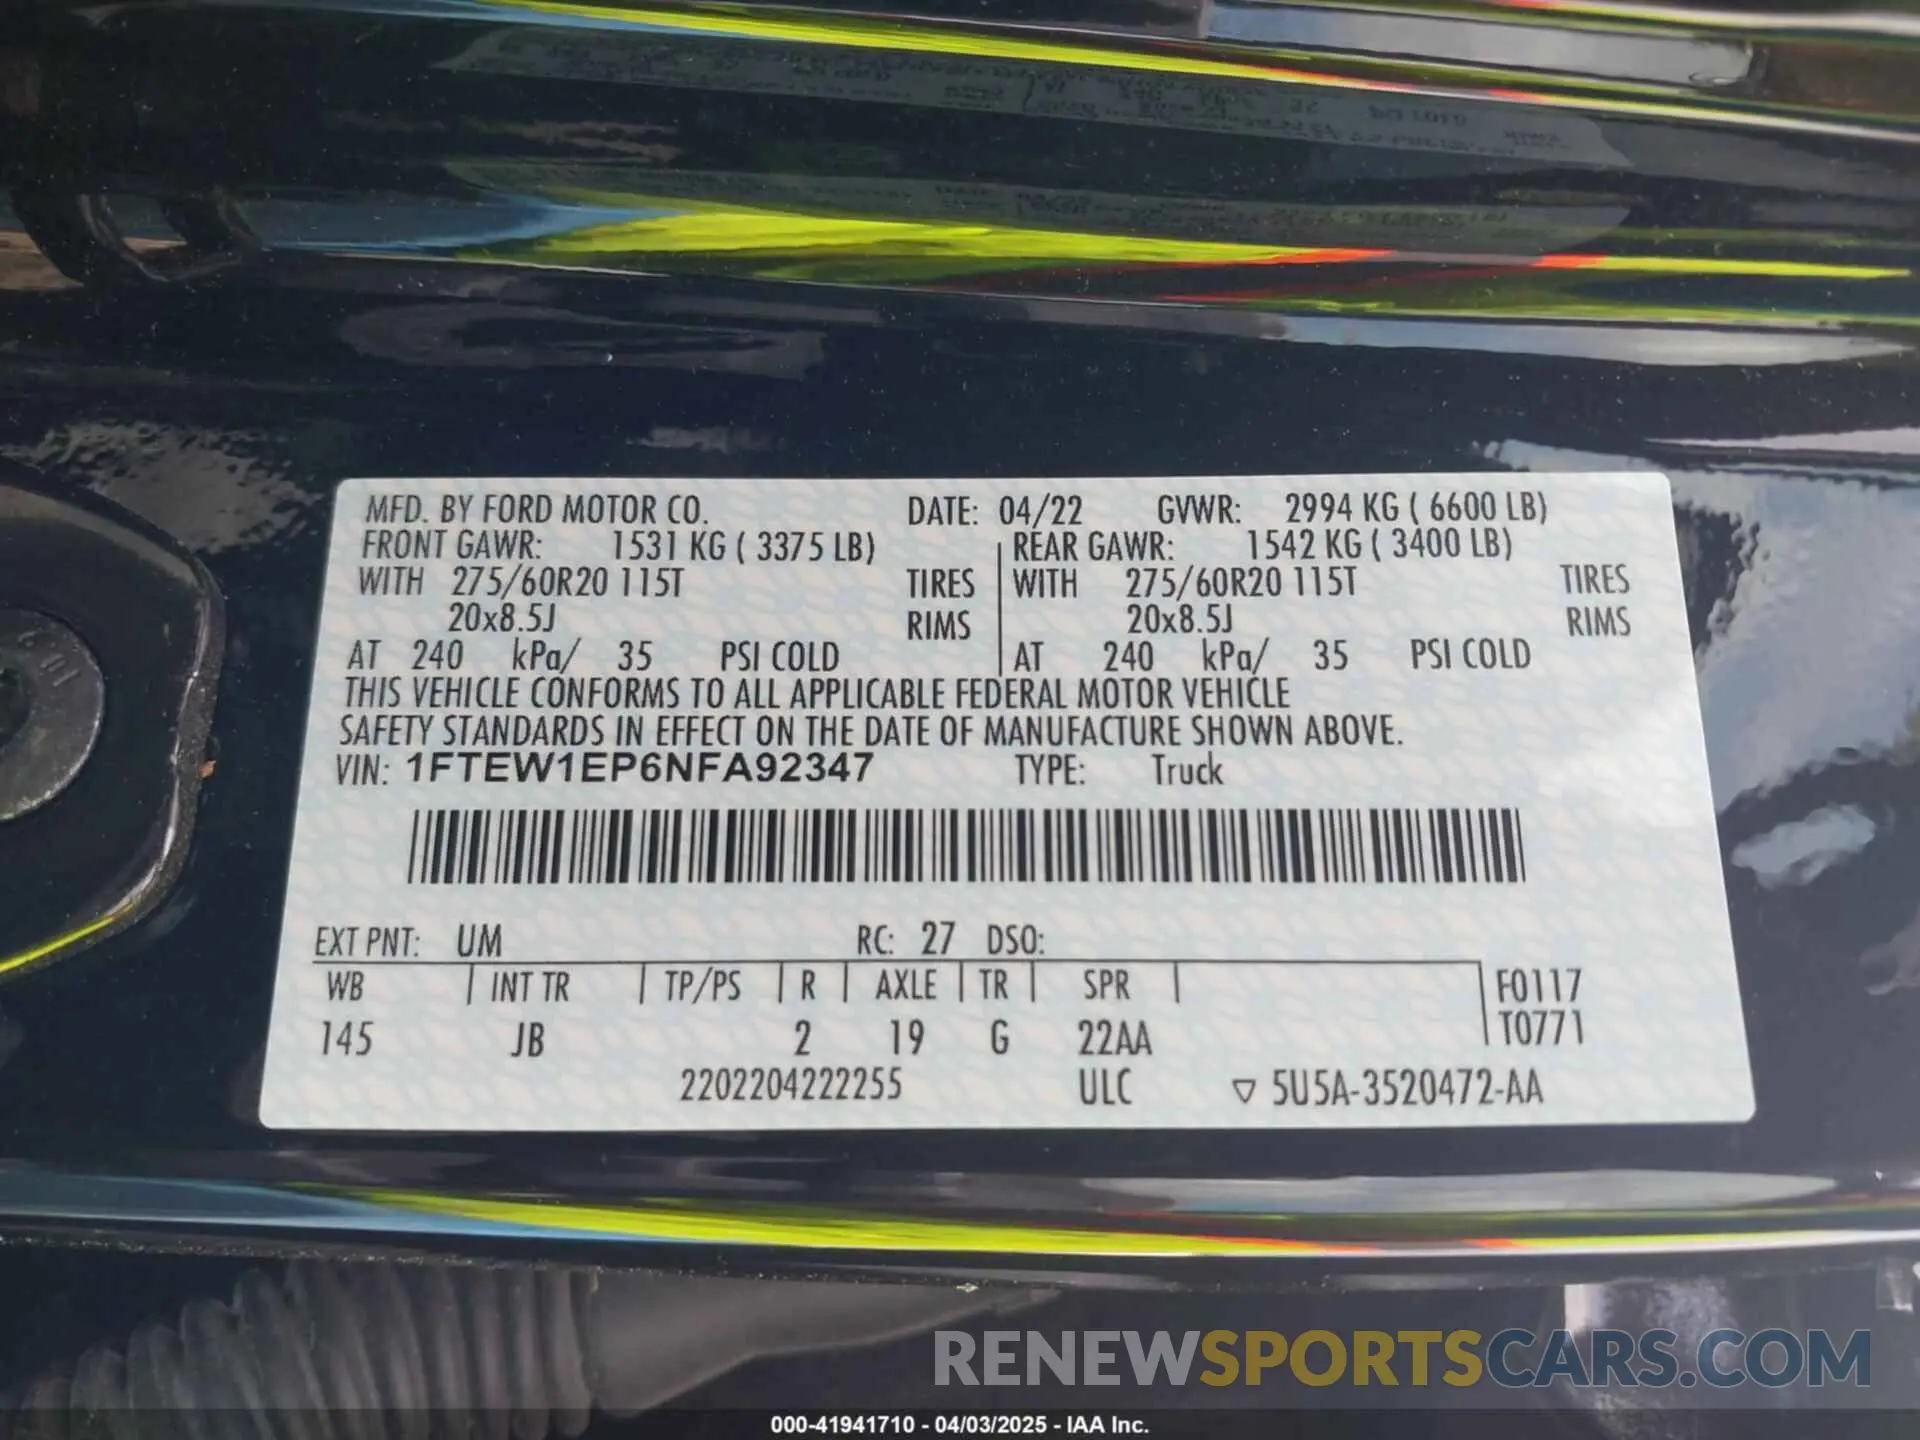 MFD. BY FORD MOTOR CO. DATE: 04/22 GVWR: 2994 KG ( 6600 LB)
FRONT GAWR: 1531 KG ( 3375 LB) REAR GAWR: 1542 KG ( 3400 LB)
WITH 275/60R20 115T TIRES WITH 275/60R20 115T TIRES
20x8.5J RIMS 20x8.5J RIMS
AT 240 kPa/ 35 PSI COLD AT 240 kPa/ 35 PSI COLD
THIS VEHICLE CONFORMS TO ALL APPLICABLE FEDERAL MOTOR VEHICLE
SAFETY STANDARDS IN EFFECT ON THE DATE OF MANUFACTURE SHOWN ABOVE.
VIN: 1FTEW1EP6NFA92347 TYPE: Truck
EXT PNT: UM RC: 27 DSO:
WB INT TR TP/PS R AXLE TR SPR F0117
T0771
145 JB 2 19 G 22AA
2202204222255 ULC ▽ 5U5A-3520472-AA
RENEWSPORTSCARS.COM
000-41941710 - 04/03/2025 - IAA Inc.